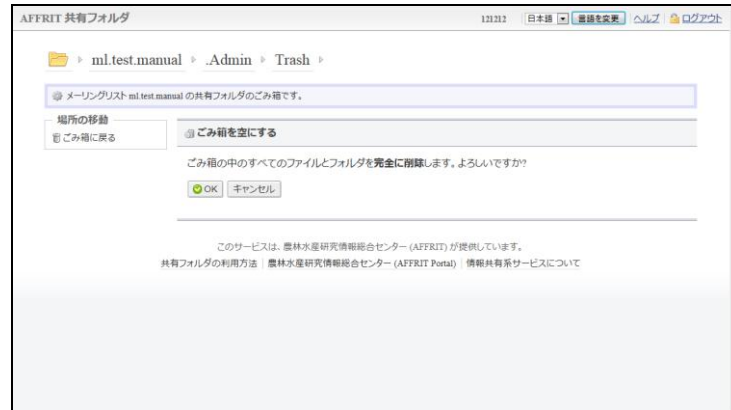 AFFRIT 共有フォルダ 121212 日本語 言語を変更 ヘルプ ログアウト
ml.test.manual .Admin Trash
メーリングリスト ml.test.manual の共有フォルダのごみ箱です。
場所の移動
ごみ箱に戻る
ごみ箱を空にする
ごみ箱の中のすべてのファイルとフォルダを完全に削除します。よろしいですか?
OK キャンセル
このサービスは、農林水産研究情報総合センター (AFFRIT) が提供しています。
共有フォルダの利用方法 | 農林水産研究情報総合センター (AFFRIT Portal) | 情報共有系サービスについて